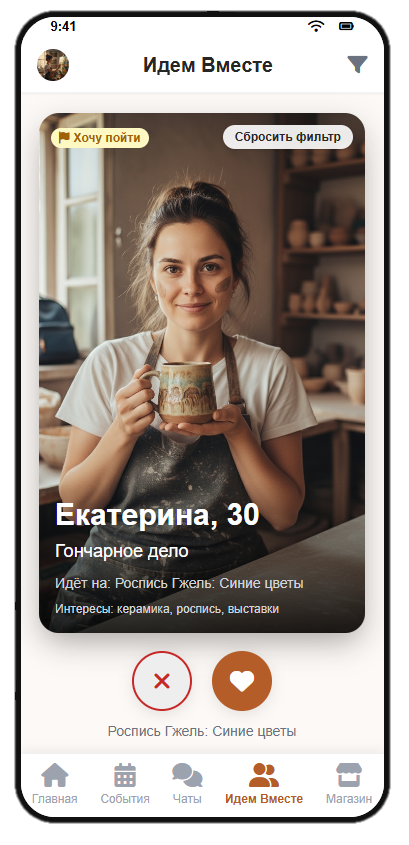 9:41
Идем Вместе
Хочу пойти
Сбросить фильтр
Екатерина, 30
Гончарное дело
Идёт на: Роспись Гжель: Синие цветы
Интересы: керамика, роспись, выставки
Роспись Гжель: Синие цветы
Главная События Чаты Идем Вместе Магазин